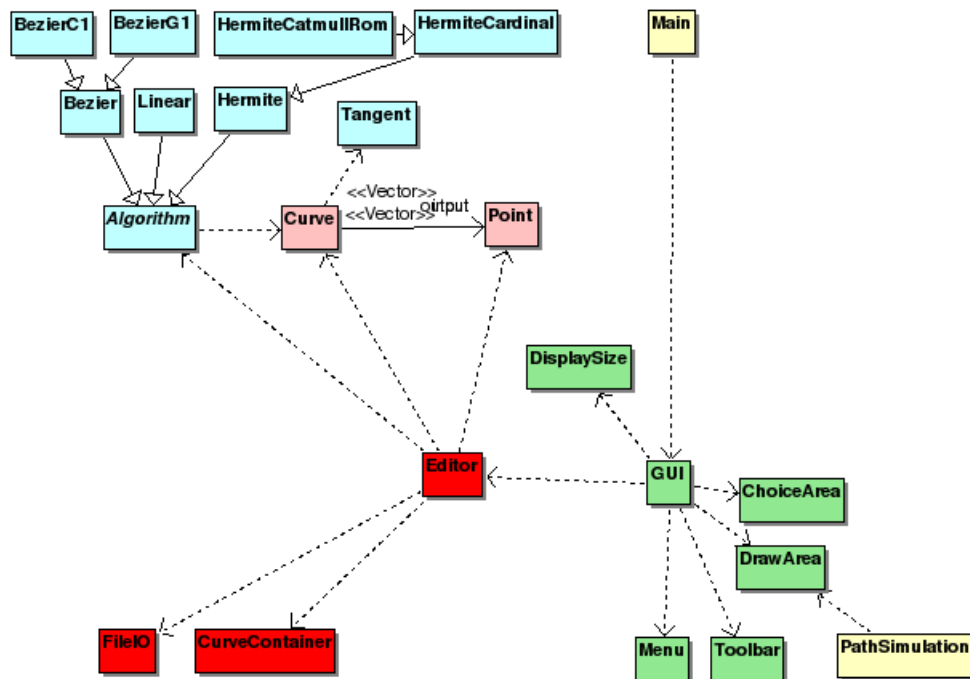 BezierC1
BezierG1
HermiteCatmullRom
HermiteCardinal
Main
Bezier
Linear
Hermite
Tangent
<<Vector>>
Algorithm
Curve
<<Vector>>
output
Point
DisplaySize
Editor
GUI
ChoiceArea
DrawArea
FileIO
CurveContainer
Menu
Toolbar
PathSimulation